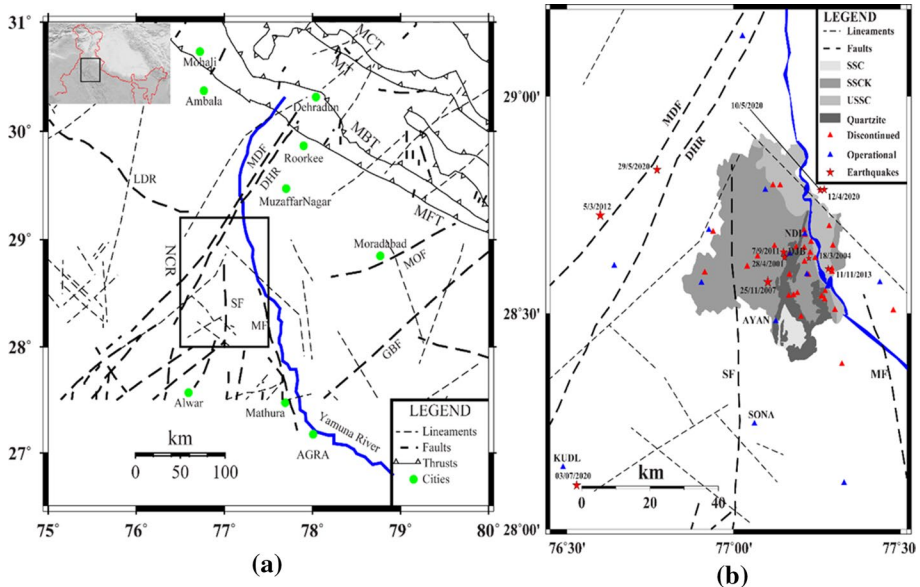 31°
30°
29°
28°
27°
75
76
77
78
79
80
MCT
MT
Mohali
Ambala
Dehradun
MBT
MDF
Roorkee
DHR
LDR
MuzaffarNagar
MFT
NCR
Moradabad
MOF
SF
MF
GBF
Alwar
Mathura
Yamuna River
AGRA
km
0 50 100
LEGEND
Lineaments
Faults
Thrusts
Cities
(a)
29°00'
28°30'
28°00'
76°30'
77°00'
77°30'
LEGEND
Lineaments
Faults
SSC
SSCK
USSC
Quartzite
Discontinued
Operational
Earthquakes
10/5/2020
MDF
DHR
29/5/2020
12/4/2020
5/3/2012
NDI
7/9/2011
18/3/2004
28/4/2001
11/11/2013
25/11/2007
AYAN
SF
MF
SONA
KUDL
03/07/2020
km
0 20 40
(b)